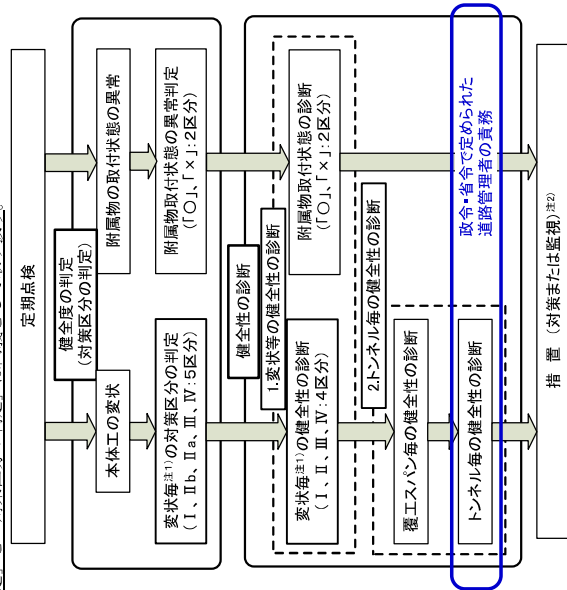 定期点検
健全度の判定
（対策区分の判定）
本体工の変状
附属物の取付状態の異常
変状毎注1)の対策区分の判定
（Ⅰ、Ⅱb、Ⅱa、Ⅲ、Ⅳ：5区分）
附属物取付状態の異常判定
（「○」、「×」：2区分）
健全性の診断
1.変状等の健全性の診断
変状毎注1)の健全性の診断
（Ⅰ、Ⅱ、Ⅲ、Ⅳ：4区分）
附属物取付状態の診断
（「○」、「×」：2区分）
2.トンネル毎の健全性の診断
覆工スパン毎の健全性の診断
トンネル毎の健全性の診断
政令・省令で定められた
道路管理者の責務
措置（対策または監視）注2)